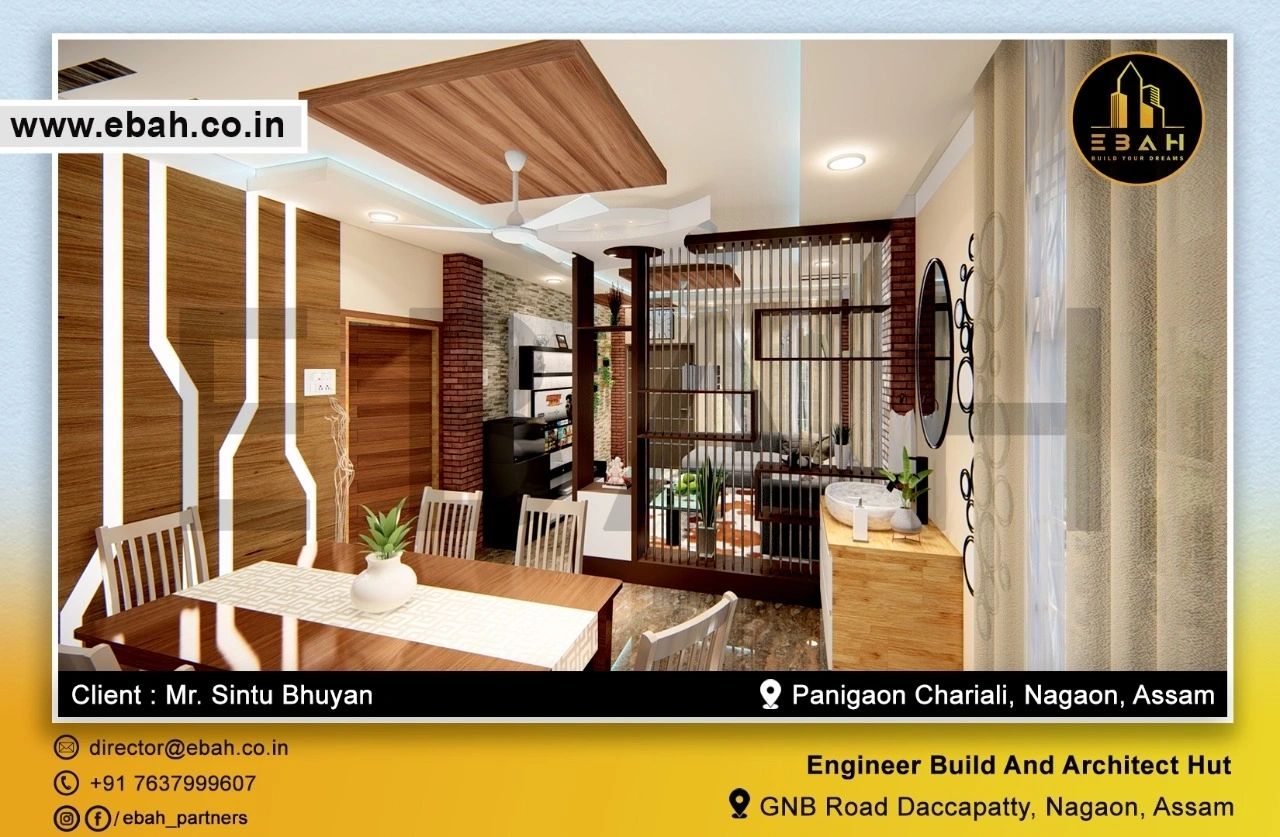 www.ebah.co.in
EBAH
BUILD YOUR DREAMS
EBAH
Client : Mr. Sintu Bhuyan
Panigaon Chariali, Nagaon, Assam
director@ebah.co.in
+91 7637999607
/ ebah_partners
Engineer Build And Architect Hut
GNB Road Daccapatty, Nagaon, Assam